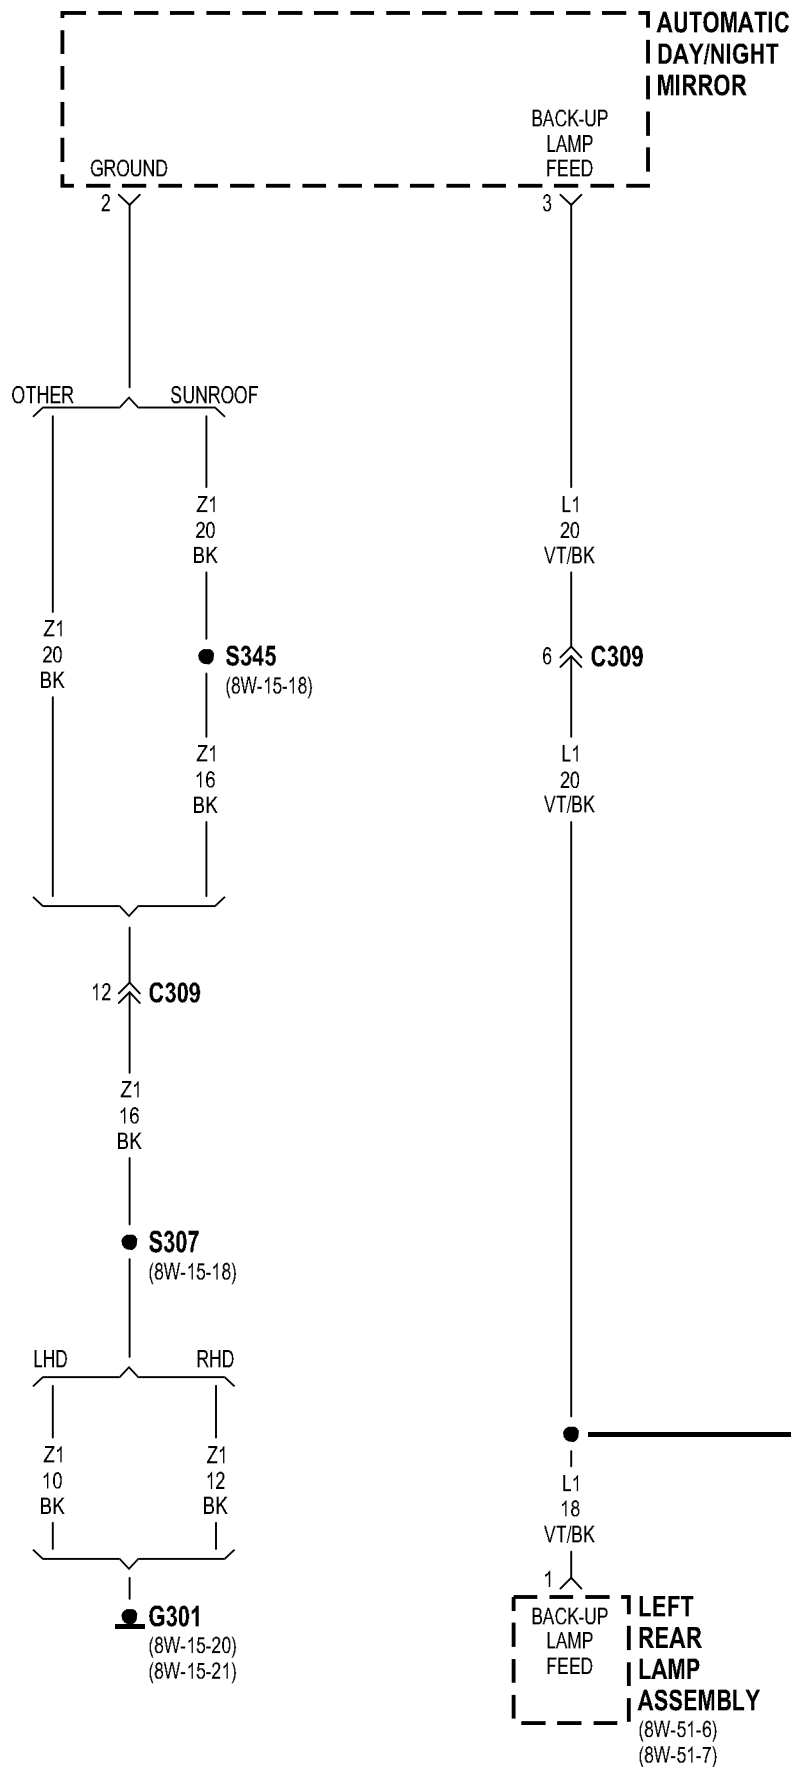 AUTOMATIC
DAY/NIGHT
MIRROR
BACK-UP
LAMP
FEED
GROUND
2
3
OTHER
SUNROOF
Z1
20
BK
L1
20
VT/BK
Z1
20
BK
S345
(8W-15-18)
6
C309
Z1
16
BK
L1
20
VT/BK
12
C309
Z1
16
BK
S307
(8W-15-18)
LHD
RHD
Z1
10
BK
Z1
12
BK
L1
18
VT/BK
1
G301
(8W-15-20)
(8W-15-21)
BACK-UP
LAMP
FEED
LEFT
REAR
LAMP
ASSEMBLY
(8W-51-6)
(8W-51-7)